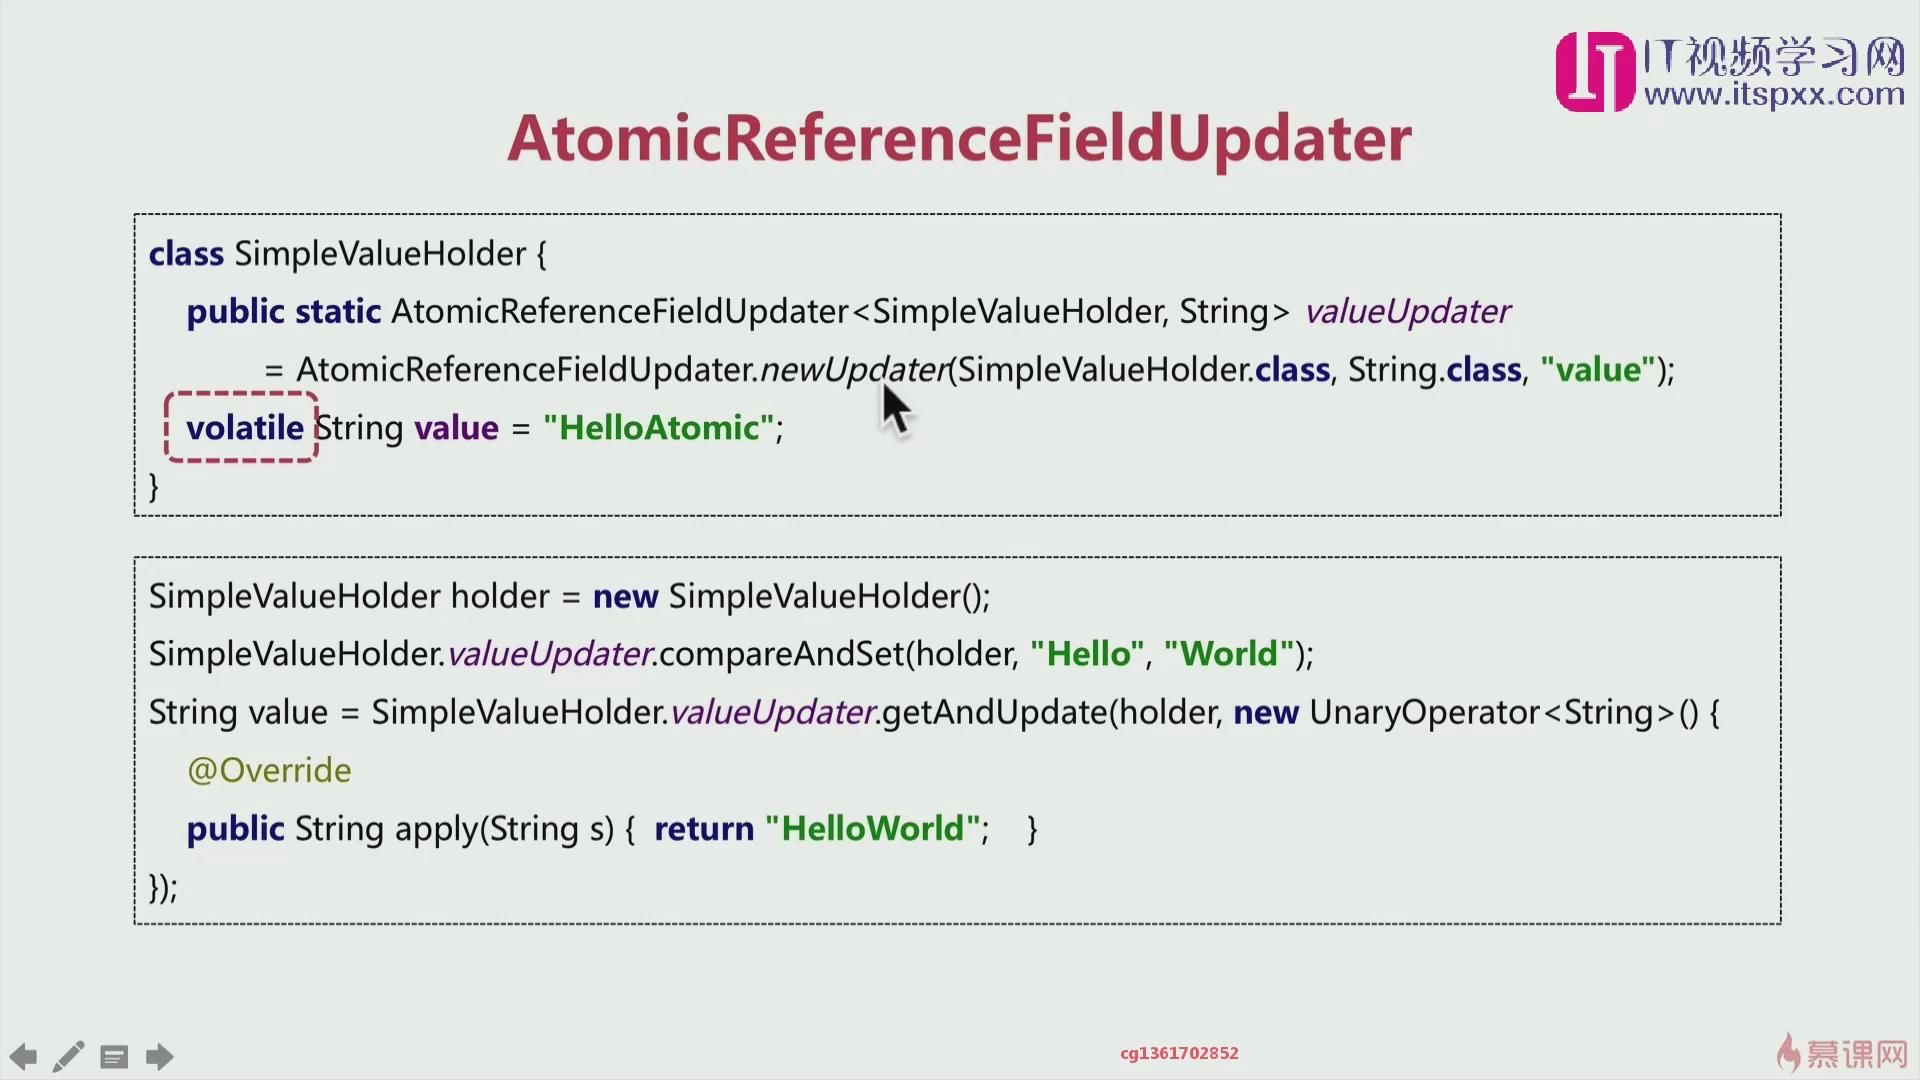 IT视频学习网
www.itspxx.com
AtomicReferenceFieldUpdater
class SimpleValueHolder {
public static AtomicReferenceFieldUpdater<SimpleValueHolder, String> valueUpdater
= AtomicReferenceFieldUpdater.newUpdater(SimpleValueHolder.class, String.class, "value");
volatile String value = "HelloAtomic";
}
SimpleValueHolder holder = new SimpleValueHolder();
SimpleValueHolder.valueUpdater.compareAndSet(holder, "Hello", "World");
String value = SimpleValueHolder.valueUpdater.getAndUpdate(holder, new UnaryOperator<String>() {
@Override
public String apply(String s) { return "HelloWorld"; }
});
cg1361702852
慕课网